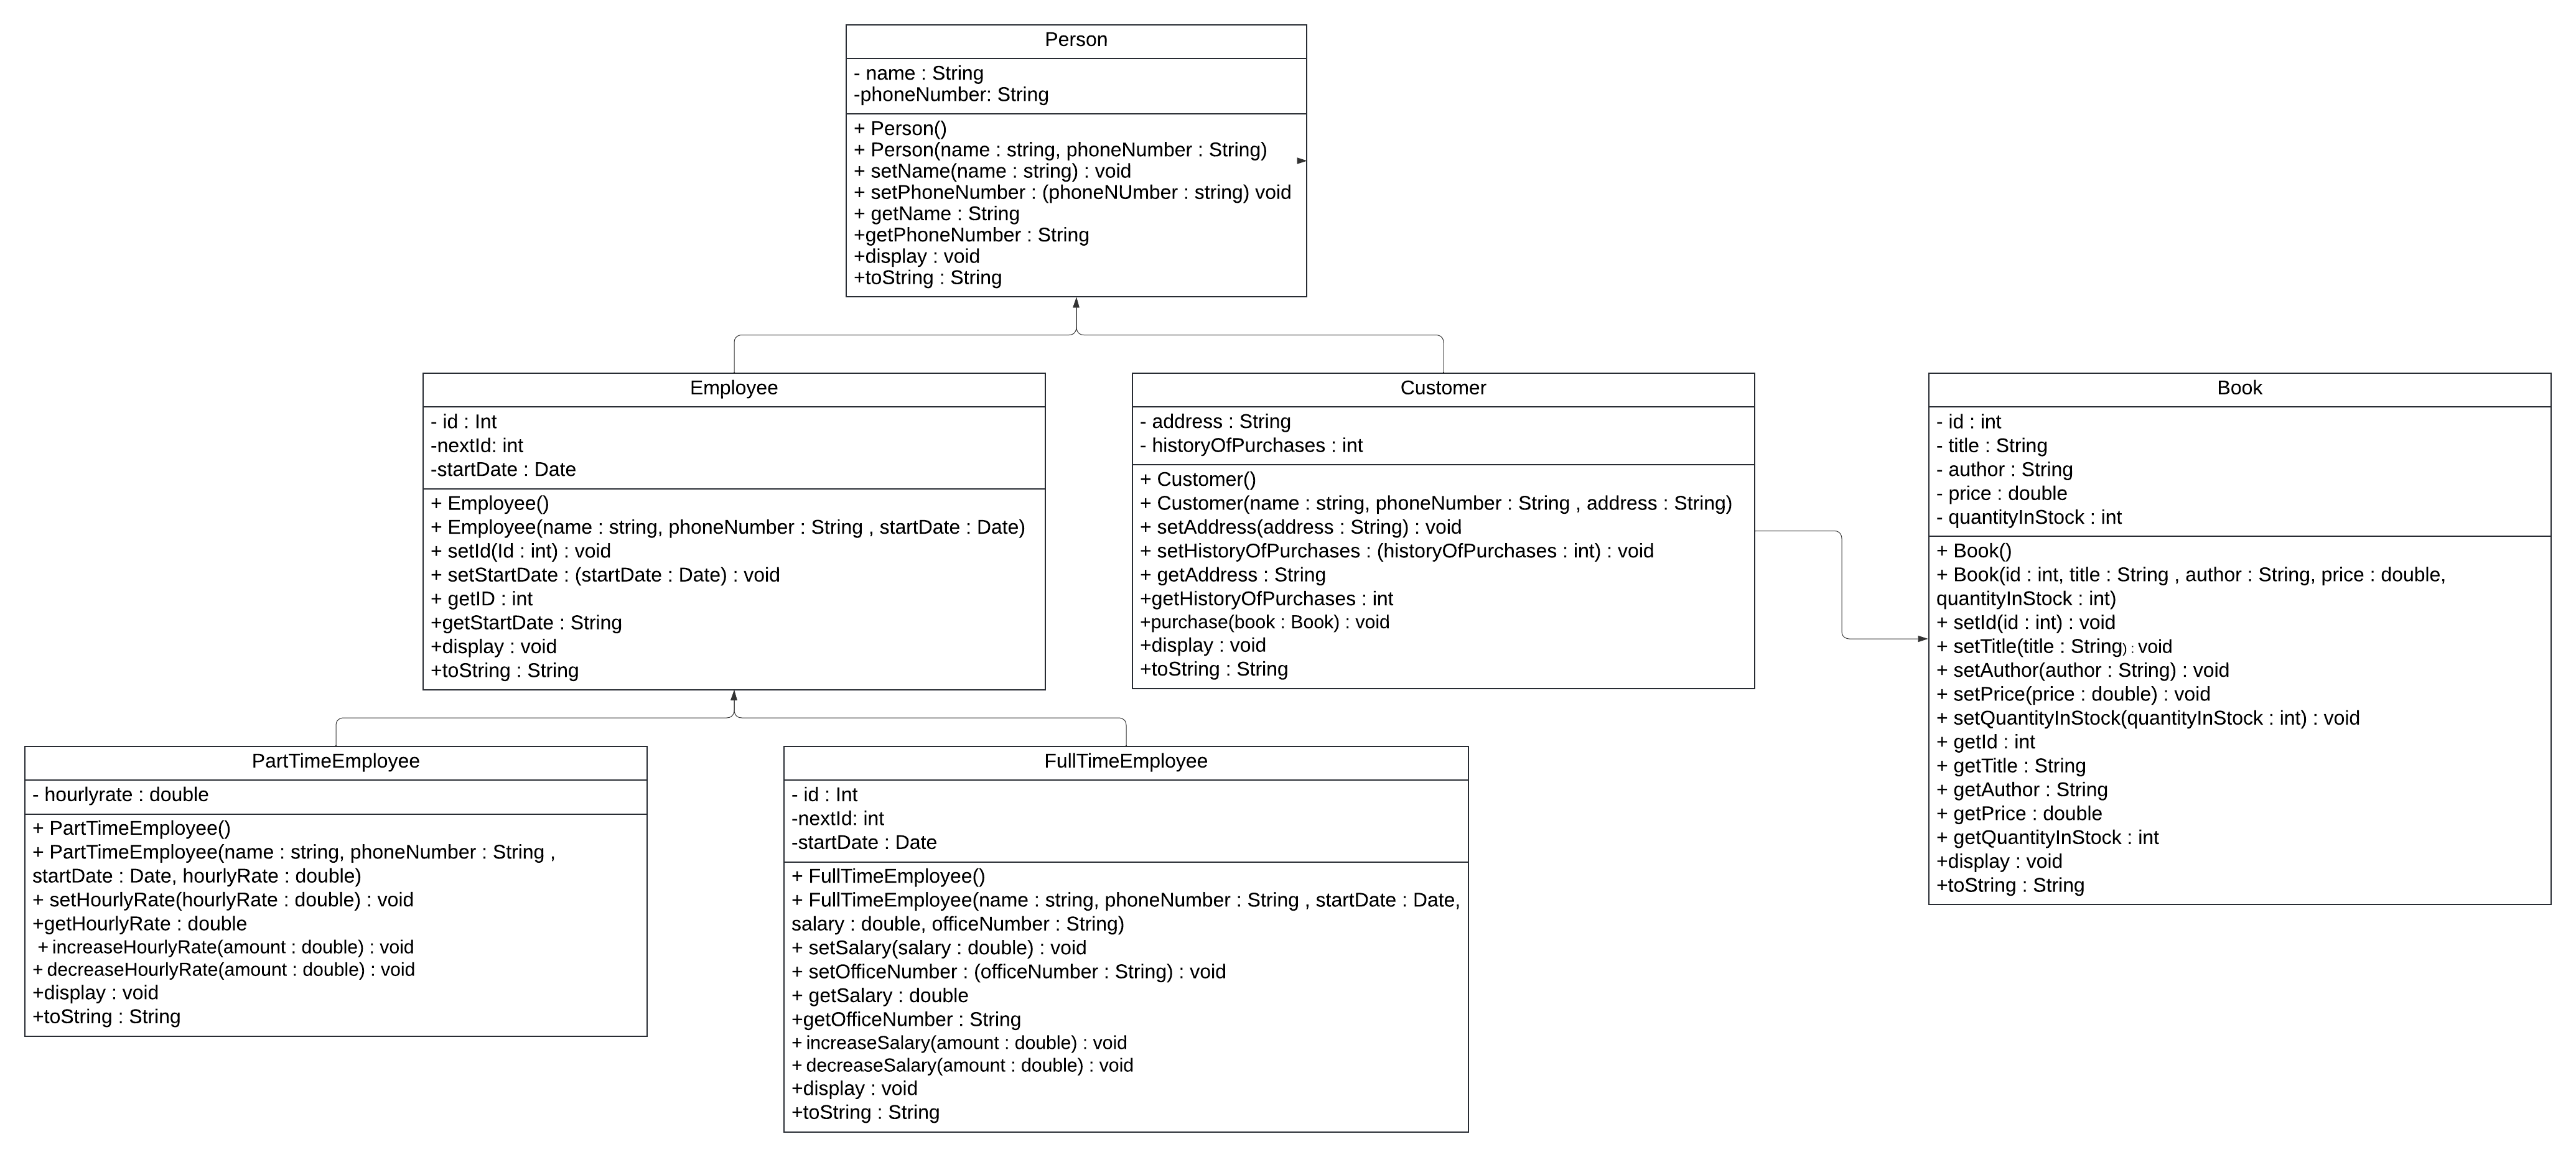 Person
- name : String
-phoneNumber: String
+ Person()
+ Person(name : string, phoneNumber : String)
+ setName(name : string) : void
+ setPhoneNumber : (phoneNUmber : string) void
+ getName : String
+getPhoneNumber : String
+display : void
+toString : String
Employee
- id : Int
-nextId: int
-startDate : Date
+ Employee()
+ Employee(name : string, phoneNumber : String , startDate : Date)
+ setId(Id : int) : void
+ setStartDate : (startDate : Date) : void
+ getID : int
+getStartDate : String
+display : void
+toString : String
Customer
- address : String
- historyOfPurchases : int
+ Customer()
+ Customer(name : string, phoneNumber : String , address : String)
+ setAddress(address : String) : void
+ setHistoryOfPurchases : (historyOfPurchases : int) : void
+ getAddress : String
+getHistoryOfPurchases : int
+purchase(book : Book) : void
+display : void
+toString : String
Book
- id : int
- title : String
- author : String
- price : double
- quantityInStock : int
+ Book()
+ Book(id : int, title : String , author : String, price : double,
quantityInStock : int)
+ setId(id : int) : void
+ setTitle(title : String) : void
+ setAuthor(author : String) : void
+ setPrice(price : double) : void
+ setQuantityInStock(quantityInStock : int) : void
+ getId : int
+ getTitle : String
+ getAuthor : String
+ getPrice : double
+ getQuantityInStock : int
+display : void
+toString : String
PartTimeEmployee
- hourlyrate : double
+ PartTimeEmployee()
+ PartTimeEmployee(name : string, phoneNumber : String ,
startDate : Date, hourlyRate : double)
+ setHourlyRate(hourlyRate : double) : void
+getHourlyRate : double
+ increaseHourlyRate(amount : double) : void
+ decreaseHourlyRate(amount : double) : void
+display : void
+toString : String
FullTimeEmployee
- id : Int
-nextId: int
-startDate : Date
+ FullTimeEmployee()
+ FullTimeEmployee(name : string, phoneNumber : String , startDate : Date,
salary : double, officeNumber : String)
+ setSalary(salary : double) : void
+ setOfficeNumber : (officeNumber : String) : void
+ getSalary : double
+getOfficeNumber : String
+ increaseSalary(amount : double) : void
+ decreaseSalary(amount : double) : void
+display : void
+toString : String